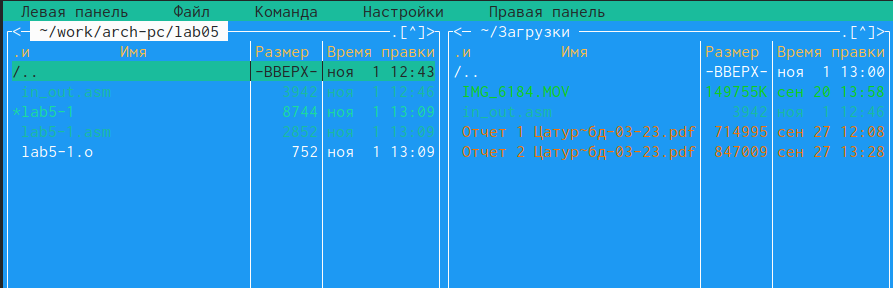 Левая панель Файл Команда Настройки Правая панель
<─ ~/work/arch-pc/lab05 .[^]>
.и Имя Размер Время правки
/.. -ВВЕРХ- ноя 1 12:43
in_out.asm 3942 ноя 1 12:46
*lab5-1 8744 ноя 1 13:09
lab5-1.asm 2852 ноя 1 13:09
lab5-1.o 752 ноя 1 13:09
<─ ~/Загрузки .[^]>
.и Имя Размер Время правки
/.. -ВВЕРХ- ноя 1 13:00
IMG_6184.MOV 149755K сен 20 13:58
in_out.asm 3942 ноя 1 12:46
Отчет 1 Цатур~бд-03-23.pdf 714995 сен 27 12:08
Отчет 2 Цатур~бд-03-23.pdf 847009 сен 27 13:28